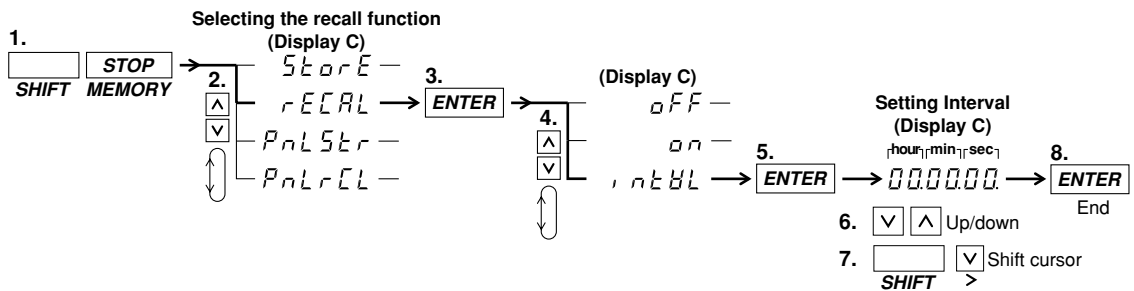 Selecting the recall function
(Display C)
1.
STOP
SHIFT MEMORY
2.
StorE
rECAL
PnLStr
PnLrCL
3.
ENTER
(Display C)
4.
oFF
on
intVL
5.
ENTER
Setting Interval
(Display C)
hour min sec
00.00.00.
8.
ENTER
End
6. Up/down
7. Shift cursor
SHIFT >